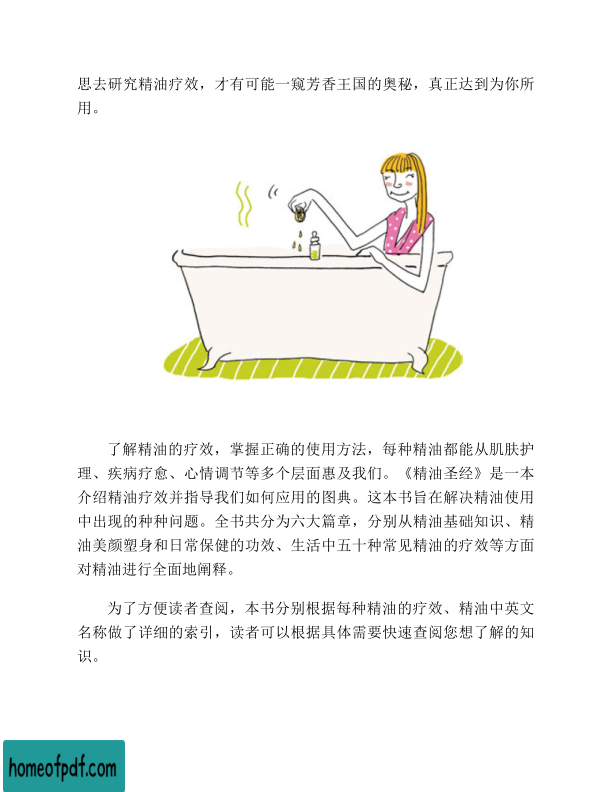 思去研究精油疗效，才有可能一窥芳香王国的奥秘，真正达到为你所
用。
了解精油的疗效，掌握正确的使用方法，每种精油都能从肌肤护
理、疾病疗愈、心情调节等多个层面惠及我们。《精油圣经》是一本
介绍精油疗效并指导我们如何应用的图典。这本书旨在解决精油使用
中出现的种种问题。全书共分为六大篇章，分别从精油基础知识、精
油美颜塑身和日常保健的功效、生活中五十种常见精油的疗效等方面
对精油进行全面地阐释。
为了方便读者查阅，本书分别根据每种精油的疗效、精油中英文
名称做了详细的索引，读者可以根据具体需要快速查阅您想了解的知
识。
homeofpdf.com